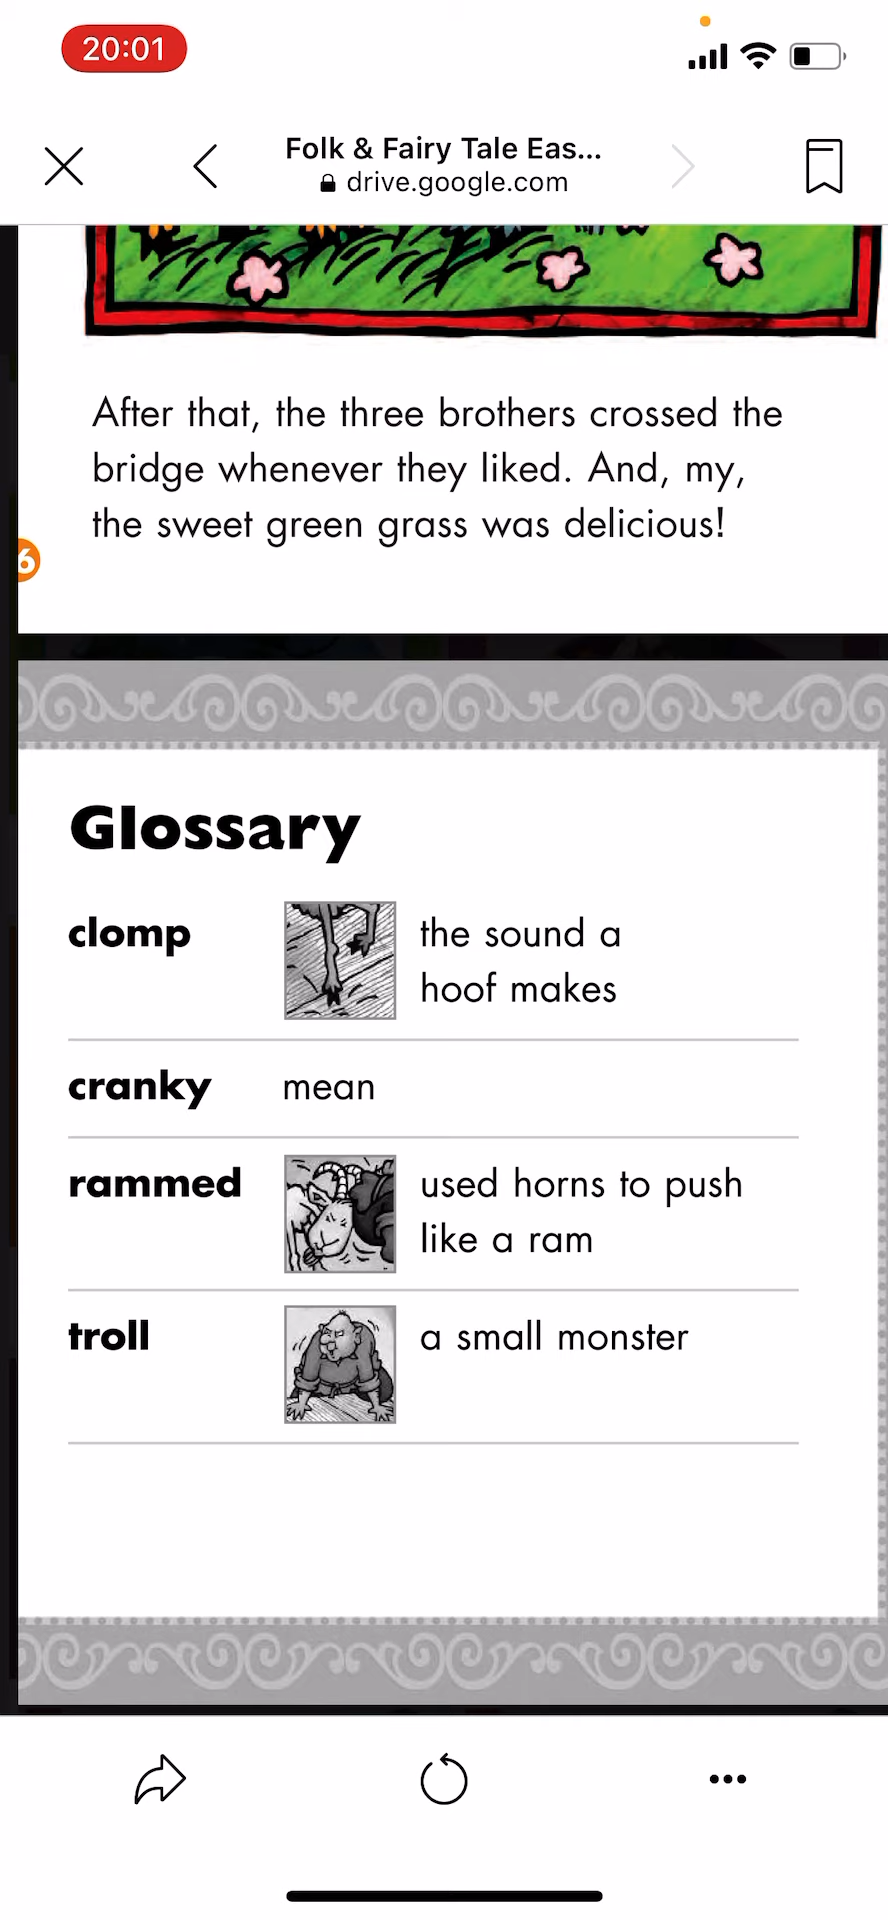 20:01
Folk & Fairy Tale Eas...
drive.google.com
After that, the three brothers crossed the
bridge whenever they liked. And, my,
the sweet green grass was delicious!
6
Glossary
clomp the sound a
hoof makes
cranky mean
rammed used horns to push
like a ram
troll a small monster